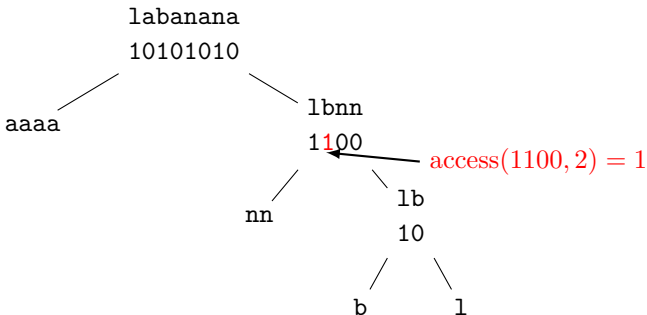 labanana
10101010
aaaa
lbnn
1100
access(1100, 2) = 1
nn
lb
10
b
l